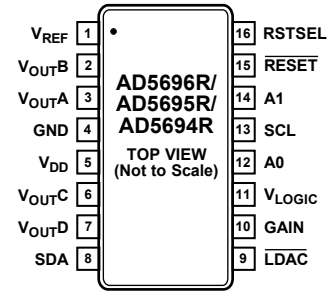 VREF 1
VOUTB 2
VOUTA 3
GND 4
VDD 5
VOUTC 6
VOUTD 7
SDA 8
AD5696R/
AD5695R/
AD5694R
TOP VIEW
(Not to Scale)
16 RSTSEL
15 RESET
14 A1
13 SCL
12 A0
11 VLOGIC
10 GAIN
9 LDAC